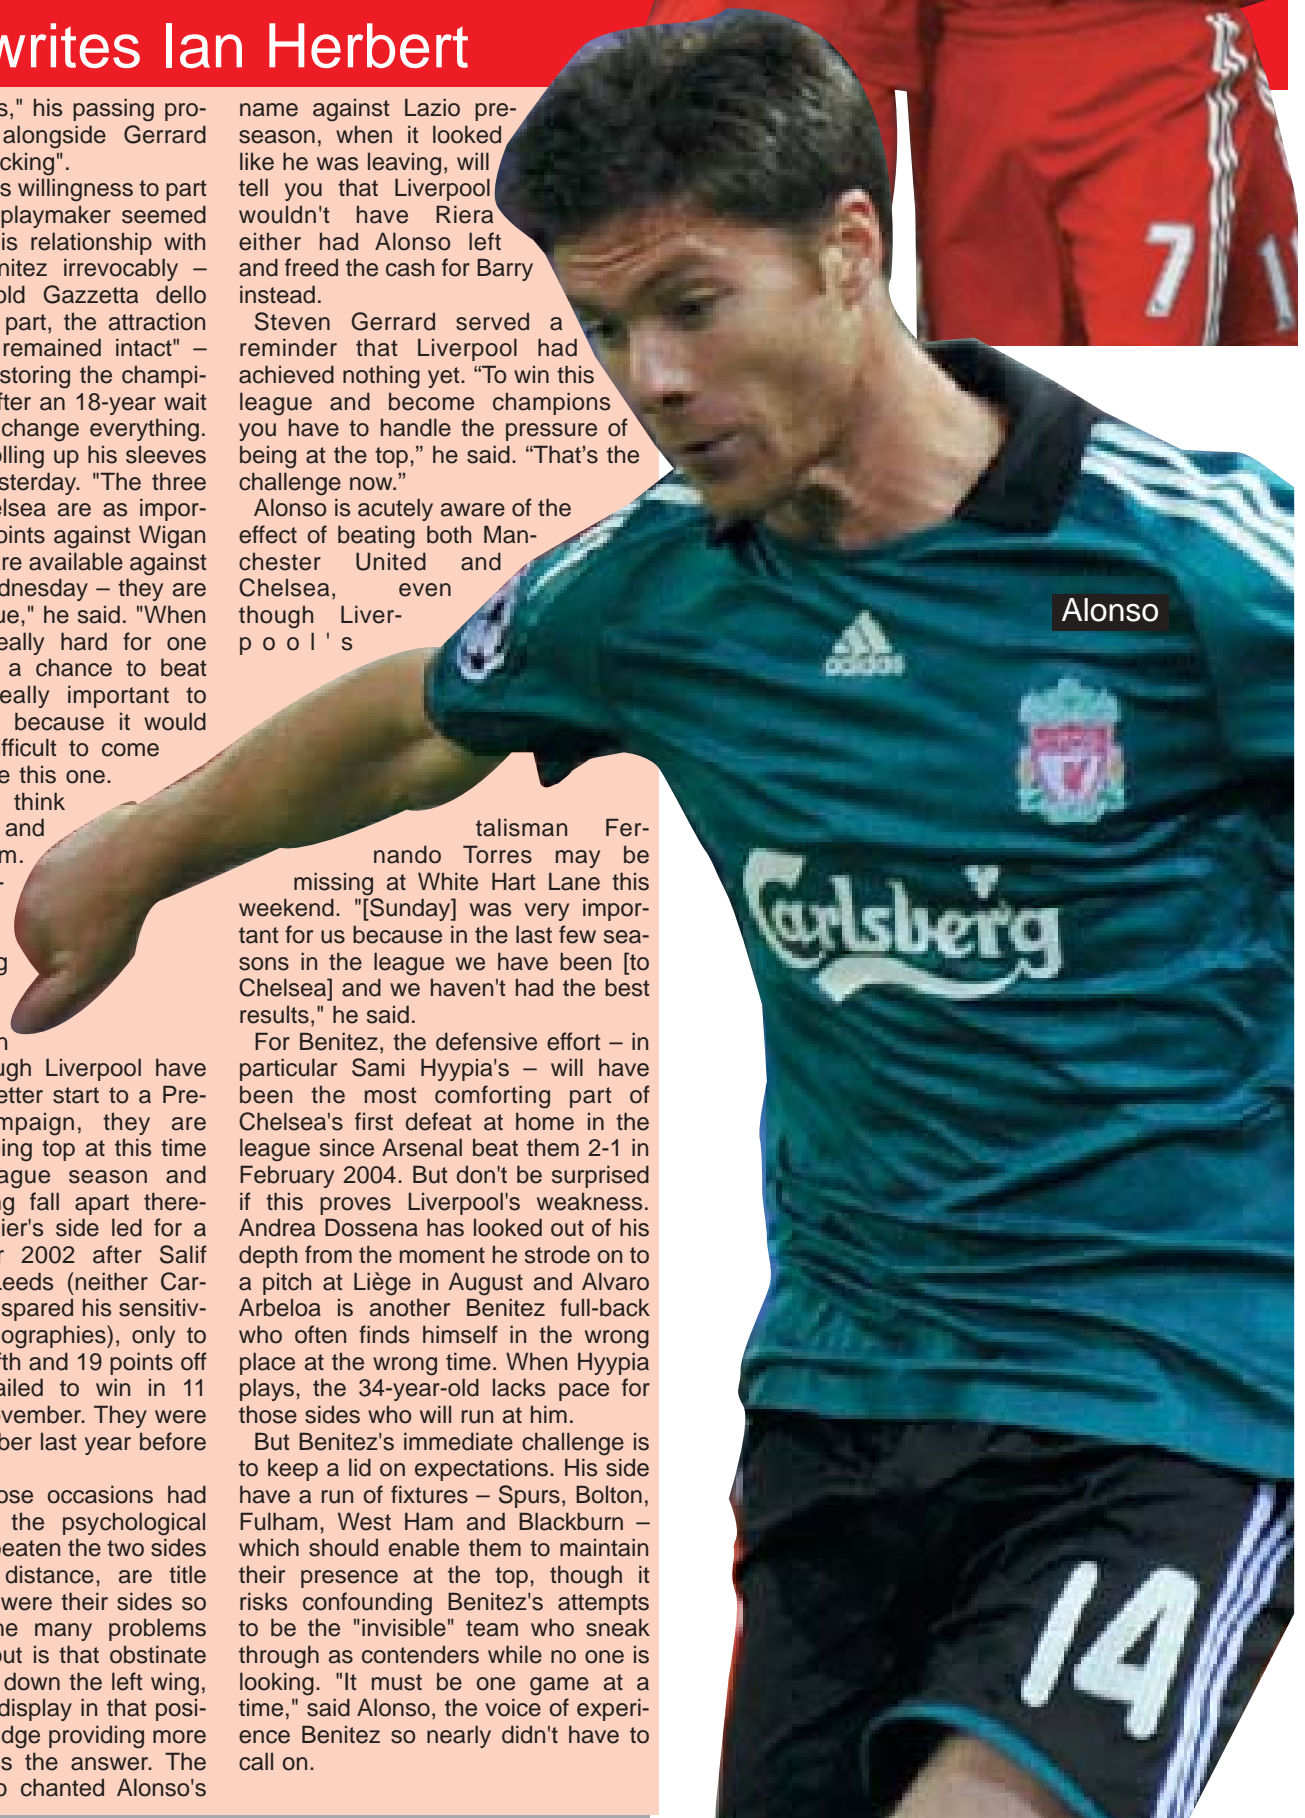 writes Ian Herbert
s," his passing pro-
alongside Gerrard
cking".
s willingness to part
playmaker seemed
is relationship with
nitez irrevocably –
old Gazzetta dello
part, the attraction
remained intact" –
storing the champi-
fter an 18-year wait
change everything.
olling up his sleeves
sterday. "The three
elsea are as impor-
oints against Wigan
re available against
dnesday – they are
ue," he said. "When
eally hard for one
a chance to beat
eally important to
because it would
fficult to come
e this one.
think
and
m.
-
g
n
ugh Liverpool have
etter start to a Pre-
mpaign, they are
ing top at this time
ague season and
ng fall apart there-
ier's side led for a
r 2002 after Salif
Leeds (neither Car-
spared his sensitiv-
ographies), only to
fth and 19 points off
ailed to win in 11
ovember. They were
ber last year before
ose occasions had
the psychological
beaten the two sides
distance, are title
were their sides so
he many problems
out is that obstinate
down the left wing,
display in that posi-
edge providing more
s the answer. The
o chanted Alonso's
name against Lazio pre-
season, when it looked
like he was leaving, will
tell you that Liverpool
wouldn't have Riera
either had Alonso left
and freed the cash for Barry
instead.
Steven Gerrard served a
reminder that Liverpool had
achieved nothing yet. “To win this
league and become champions
you have to handle the pressure of
being at the top,” he said. “That’s the
challenge now.”
Alonso is acutely aware of the
effect of beating both Man-
chester United and
Chelsea, even
though Liver-
pool's
talisman Fer-
nando Torres may be
missing at White Hart Lane this
weekend. "[Sunday] was very impor-
tant for us because in the last few sea-
sons in the league we have been [to
Chelsea] and we haven't had the best
results," he said.
For Benitez, the defensive effort – in
particular Sami Hyypia's – will have
been the most comforting part of
Chelsea's first defeat at home in the
league since Arsenal beat them 2-1 in
February 2004. But don't be surprised
if this proves Liverpool's weakness.
Andrea Dossena has looked out of his
depth from the moment he strode on to
a pitch at Liège in August and Alvaro
Arbeloa is another Benitez full-back
who often finds himself in the wrong
place at the wrong time. When Hyypia
plays, the 34-year-old lacks pace for
those sides who will run at him.
But Benitez's immediate challenge is
to keep a lid on expectations. His side
have a run of fixtures – Spurs, Bolton,
Fulham, West Ham and Blackburn –
which should enable them to maintain
their presence at the top, though it
risks confounding Benitez's attempts
to be the "invisible" team who sneak
through as contenders while no one is
looking. "It must be one game at a
time," said Alonso, the voice of experi-
ence Benitez so nearly didn't have to
call on.
7
Alonso
adidas
Carlsberg
14